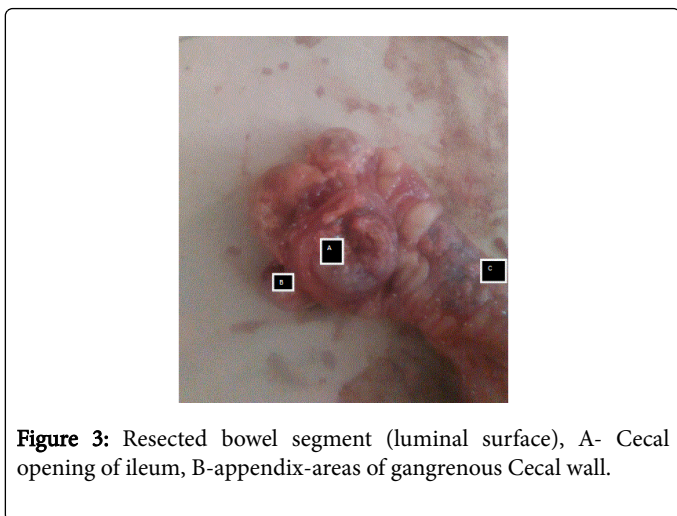 A
B
C
Figure 3: Resected bowel segment (luminal surface), A- Cecal
opening of ileum, B-appendix-areas of gangrenous Cecal wall.